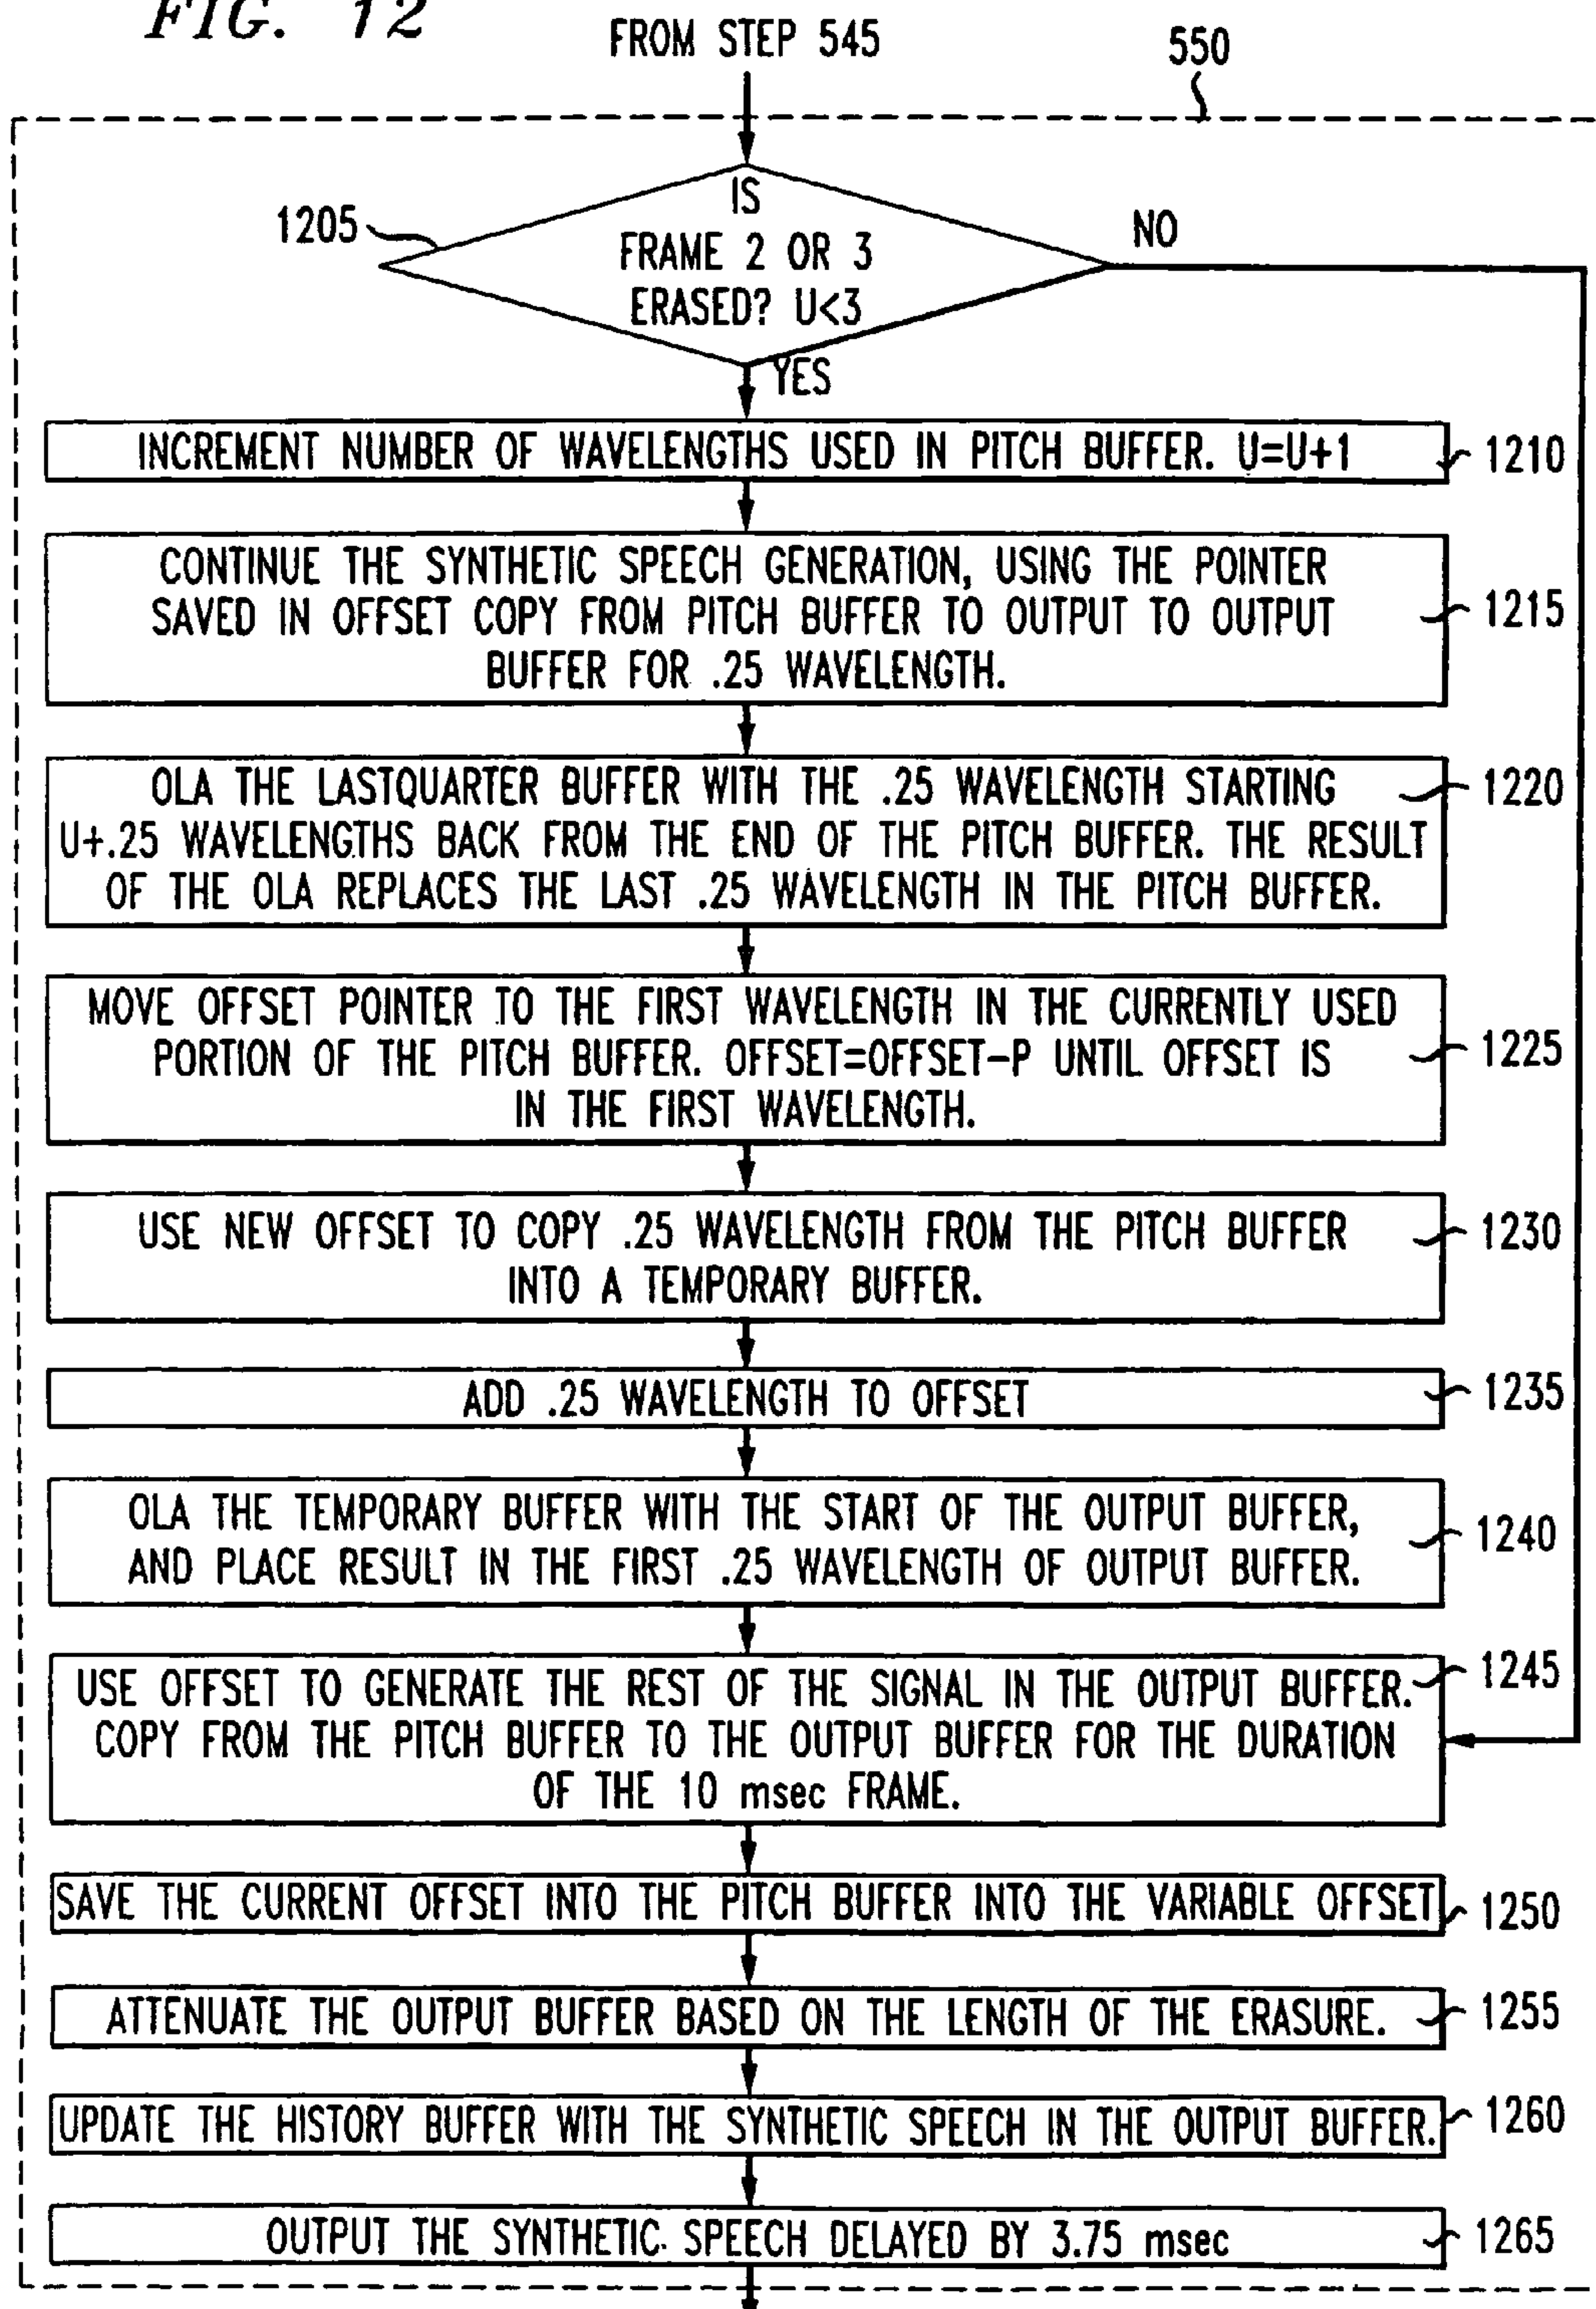 FIG. 12
FROM STEP 545
550
1205
IS
FRAME 2 OR 3
ERASED? U<3
NO
YES
INCREMENT NUMBER OF WAVELENGTHS USED IN PITCH BUFFER. U=U+1
1210
CONTINUE THE SYNTHETIC SPEECH GENERATION, USING THE POINTER
SAVED IN OFFSET COPY FROM PITCH BUFFER TO OUTPUT TO OUTPUT
BUFFER FOR .25 WAVELENGTH.
1215
OLA THE LASTQUARTER BUFFER WITH THE .25 WAVELENGTH STARTING
U+.25 WAVELENGTHS BACK FROM THE END OF THE PITCH BUFFER. THE RESULT
OF THE OLA REPLACES THE LAST .25 WAVELENGTH IN THE PITCH BUFFER.
1220
MOVE OFFSET POINTER TO THE FIRST WAVELENGTH IN THE CURRENTLY USED
PORTION OF THE PITCH BUFFER. OFFSET=OFFSET-P UNTIL OFFSET IS
IN THE FIRST WAVELENGTH.
1225
USE NEW OFFSET TO COPY .25 WAVELENGTH FROM THE PITCH BUFFER
INTO A TEMPORARY BUFFER.
1230
ADD .25 WAVELENGTH TO OFFSET
1235
OLA THE TEMPORARY BUFFER WITH THE START OF THE OUTPUT BUFFER,
AND PLACE RESULT IN THE FIRST .25 WAVELENGTH OF OUTPUT BUFFER.
1240
USE OFFSET TO GENERATE THE REST OF THE SIGNAL IN THE OUTPUT BUFFER.
COPY FROM THE PITCH BUFFER TO THE OUTPUT BUFFER FOR THE DURATION
OF THE 10 msec FRAME.
1245
SAVE THE CURRENT OFFSET INTO THE PITCH BUFFER INTO THE VARIABLE OFFSET
1250
ATTENUATE THE OUTPUT BUFFER BASED ON THE LENGTH OF THE ERASURE.
1255
UPDATE THE HISTORY BUFFER WITH THE SYNTHETIC SPEECH IN THE OUTPUT BUFFER.
1260
OUTPUT THE SYNTHETIC SPEECH DELAYED BY 3.75 msec
1265